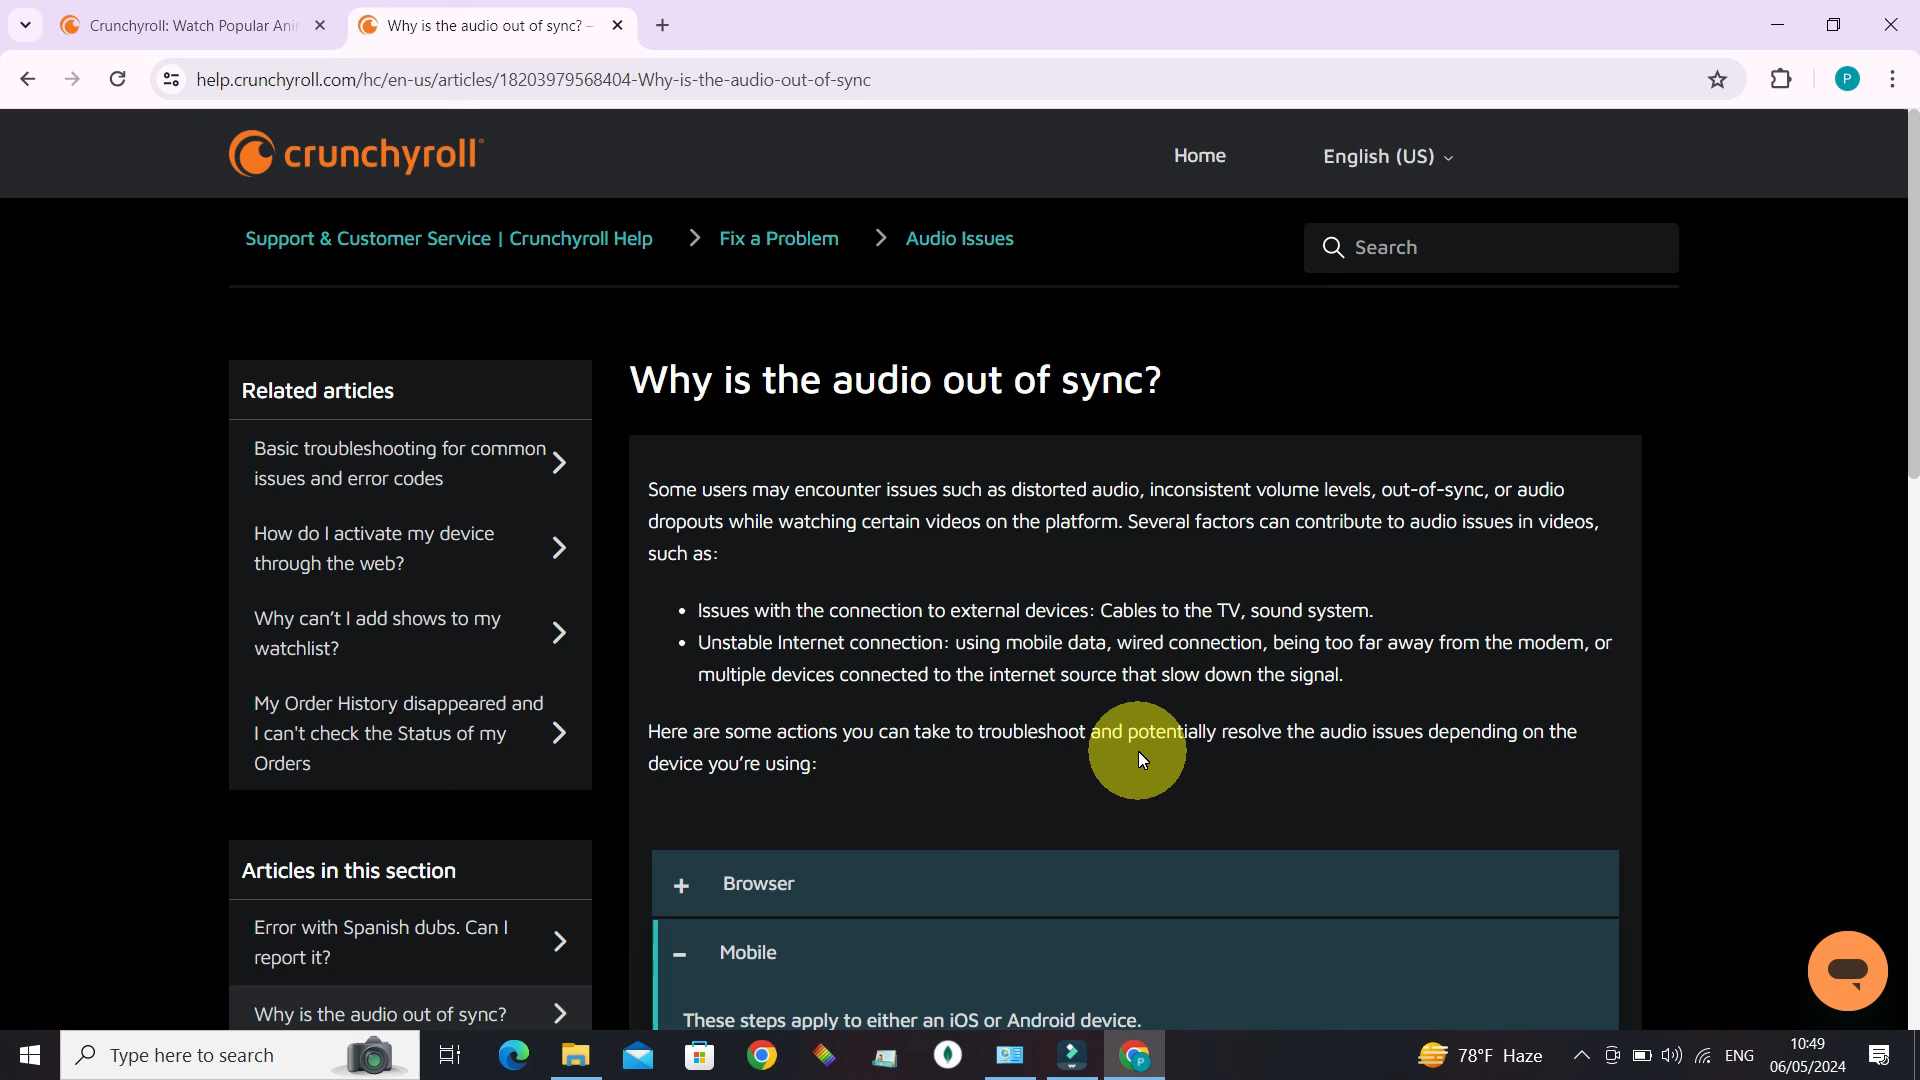 Crunchyroll: Watch Popular Ani
Why is the audio out of sync? –
help.crunchyroll.com/hc/en-us/articles/18203979568404-Why-is-the-audio-out-of-sync
P
crunchyroll
Home
English (US)
Support & Customer Service | Crunchyroll Help
Fix a Problem
Audio Issues
Search
Related articles
Basic troubleshooting for common
issues and error codes
How do I activate my device
through the web?
Why can't I add shows to my
watchlist?
My Order History disappeared and
I can't check the Status of my
Orders
Articles in this section
Error with Spanish dubs. Can I
report it?
Why is the audio out of sync?
Why is the audio out of sync?
Some users may encounter issues such as distorted audio, inconsistent volume levels, out-of-sync, or audio
dropouts while watching certain videos on the platform. Several factors can contribute to audio issues in videos,
such as:
• Issues with the connection to external devices: Cables to the TV, sound system.
• Unstable Internet connection: using mobile data, wired connection, being too far away from the modem, or
multiple devices connected to the internet source that slow down the signal.
Here are some actions you can take to troubleshoot and potentially resolve the audio issues depending on the
device you're using:
+ Browser
– Mobile
These steps apply to either an iOS or Android device.
Type here to search
78°F Haze
ENG
10:49
06/05/2024